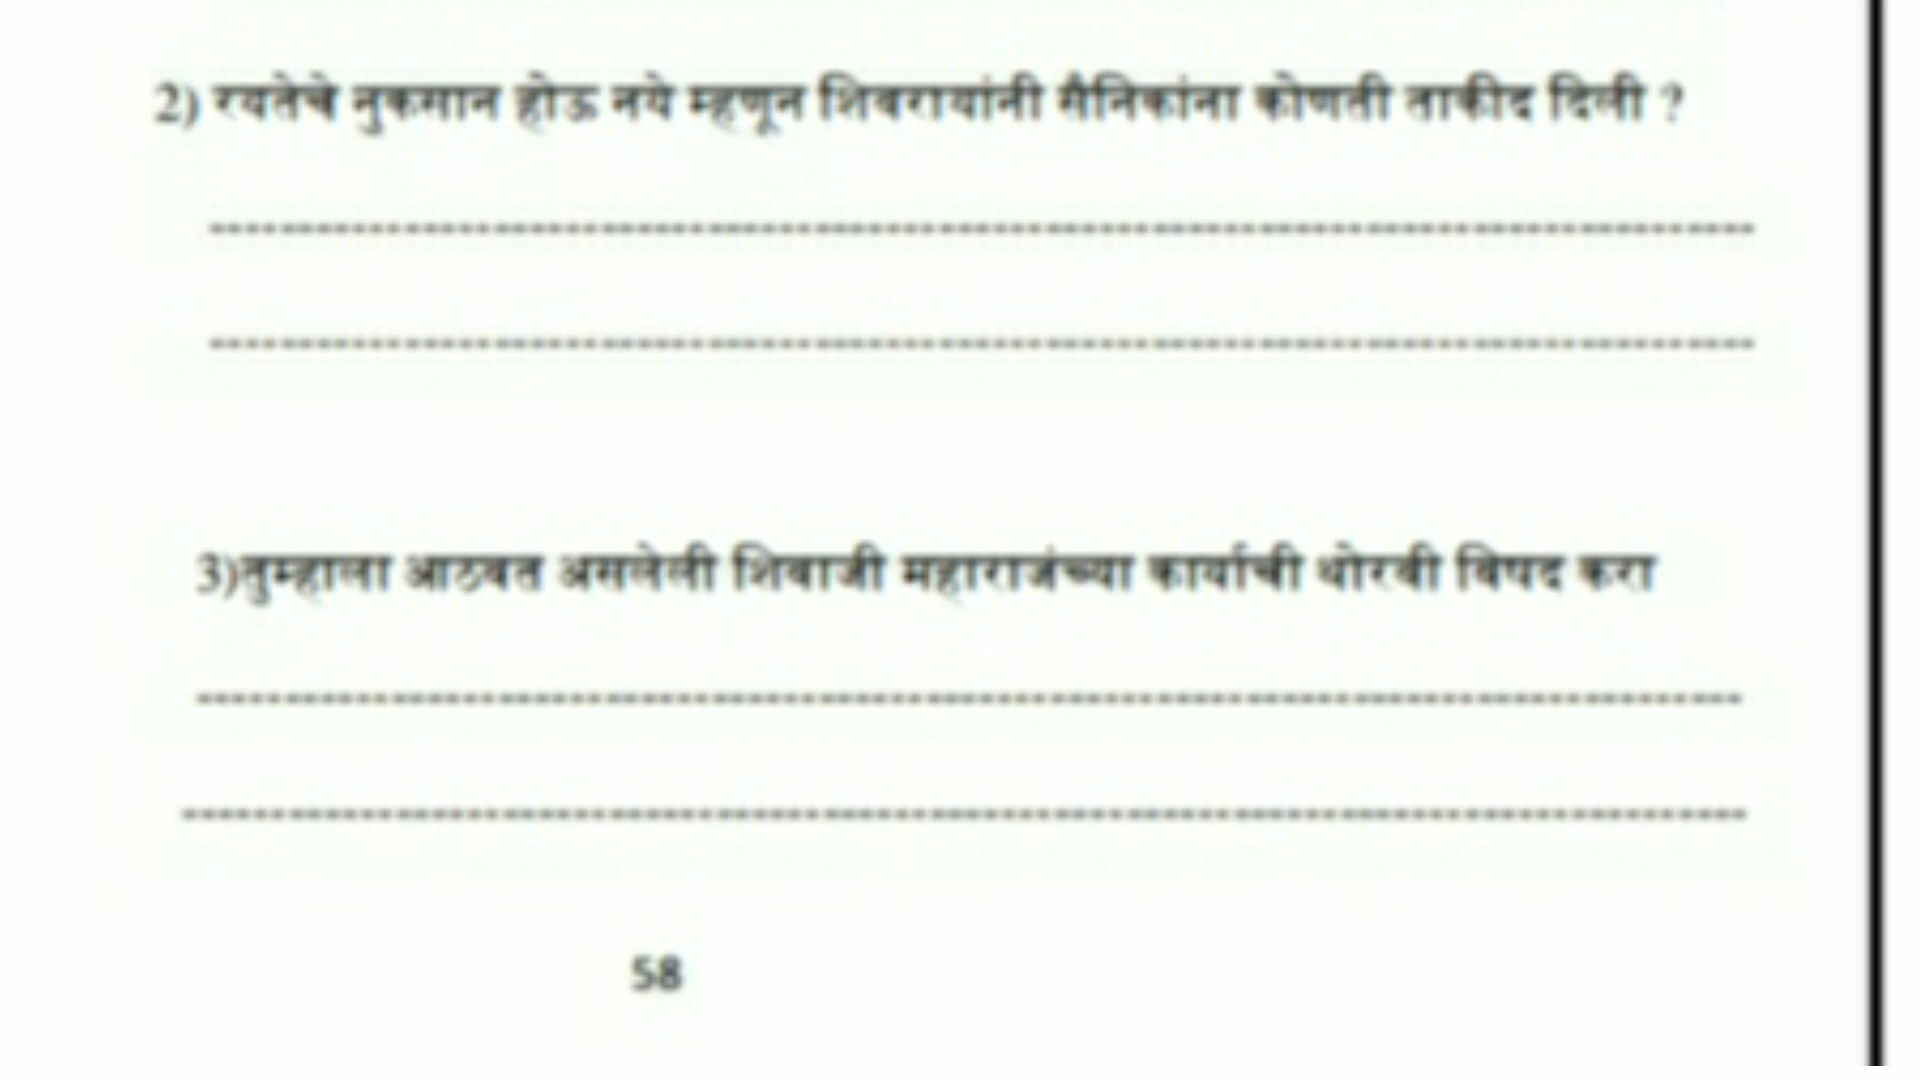 2) रयतेचे नुकसान होऊ नये म्हणून शिवरायांनी सैनिकांना कोणती ताकीद दिली ?
3)तुम्हाला आठवत असलेली शिवाजी महाराजंच्या कार्याची थोरवी विषद करा
58